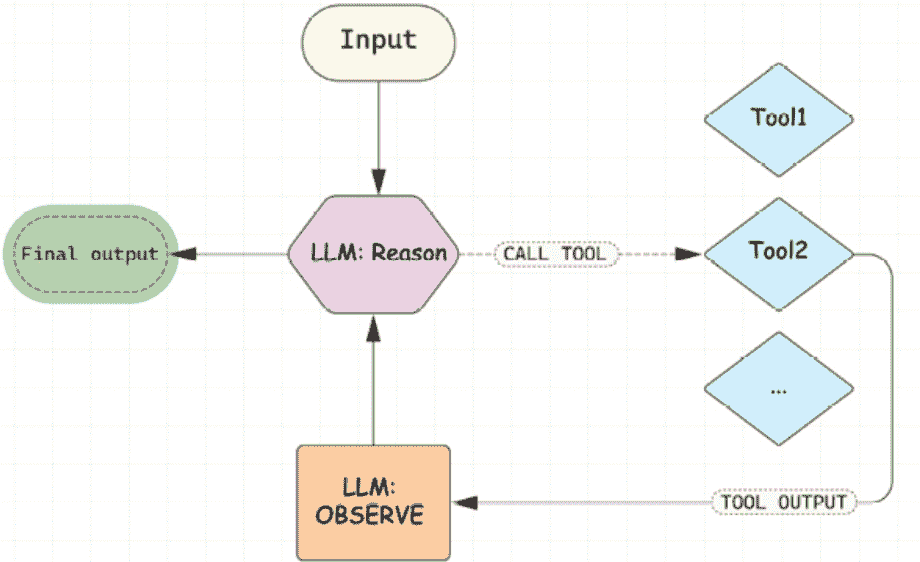 Input
Tool1
Final output
LLM: Reason
CALL TOOL
Tool2
...
LLM:
OBSERVE
TOOL OUTPUT